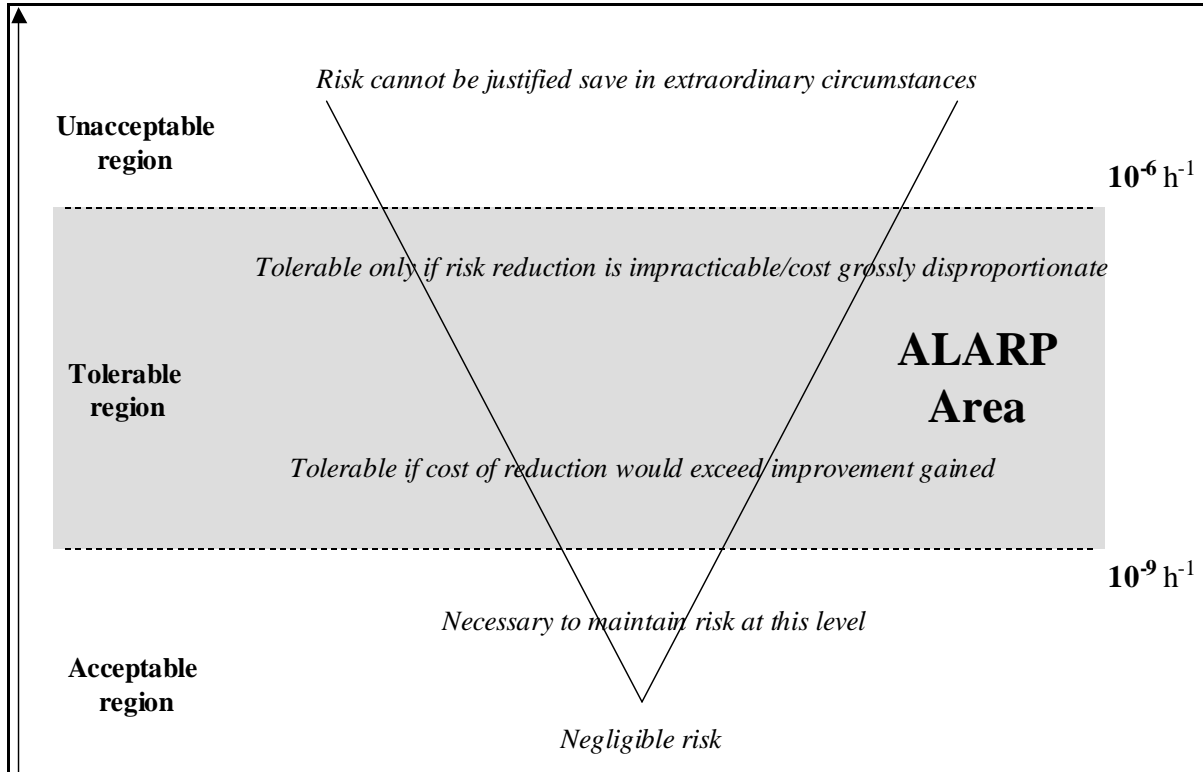 Risk cannot be justified save in extraordinary circumstances
Unacceptable
region
10⁻⁶ h⁻¹
Tolerable only if risk reduction is impracticable/cost grossly disproportionate
ALARP
Area
Tolerable
region
Tolerable if cost of reduction would exceed improvement gained
10⁻⁹ h⁻¹
Necessary to maintain risk at this level
Acceptable
region
Negligible risk